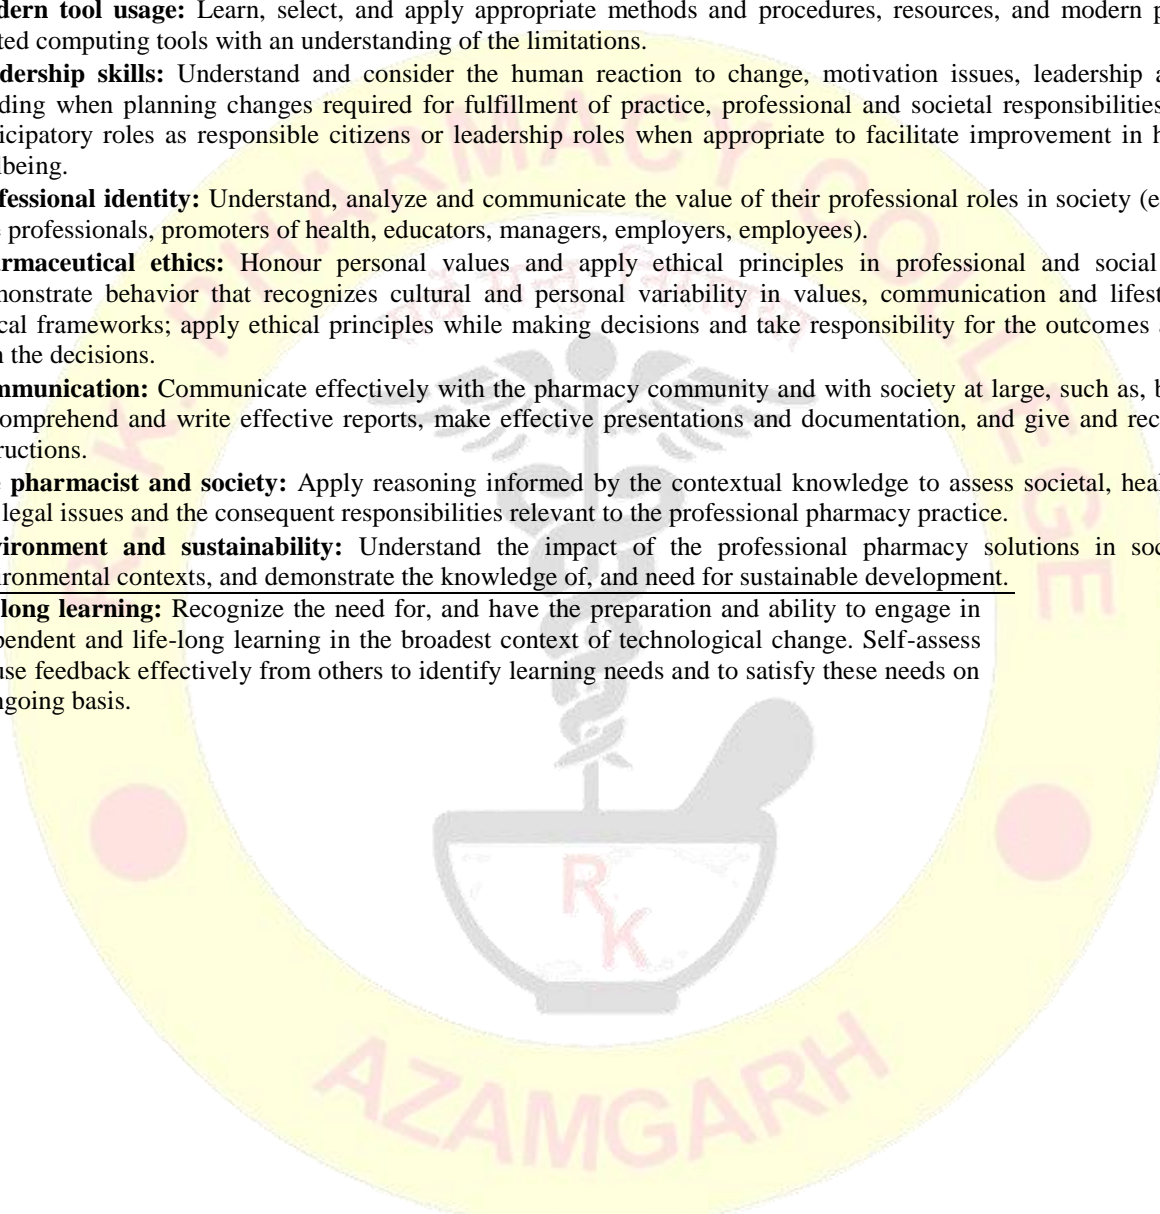 dern tool usage: Learn, select, and apply appropriate methods and procedures, resources, and modern p
ted computing tools with an understanding of the limitations.
dership skills: Understand and consider the human reaction to change, motivation issues, leadership a
ding when planning changes required for fulfillment of practice, professional and societal responsibilities
icipatory roles as responsible citizens or leadership roles when appropriate to facilitate improvement in h
lbeing.
fessional identity: Understand, analyze and communicate the value of their professional roles in society (e
e professionals, promoters of health, educators, managers, employers, employees).
armaceutical ethics: Honour personal values and apply ethical principles in professional and social
monstrate behavior that recognizes cultural and personal variability in values, communication and lifest
ical frameworks; apply ethical principles while making decisions and take responsibility for the outcomes a
h the decisions.
mmunication: Communicate effectively with the pharmacy community and with society at large, such as, b
comprehend and write effective reports, make effective presentations and documentation, and give and rec
ructions.
e pharmacist and society: Apply reasoning informed by the contextual knowledge to assess societal, heal
legal issues and the consequent responsibilities relevant to the professional pharmacy practice.
vironment and sustainability: Understand the impact of the professional pharmacy solutions in soc
ironmental contexts, and demonstrate the knowledge of, and need for sustainable development.
long learning: Recognize the need for, and have the preparation and ability to engage in
pendent and life-long learning in the broadest context of technological change. Self-assess
use feedback effectively from others to identify learning needs and to satisfy these needs on
ngoing basis.
R.K. PHARMACY COLLEGE
R
K
AZAMGARH